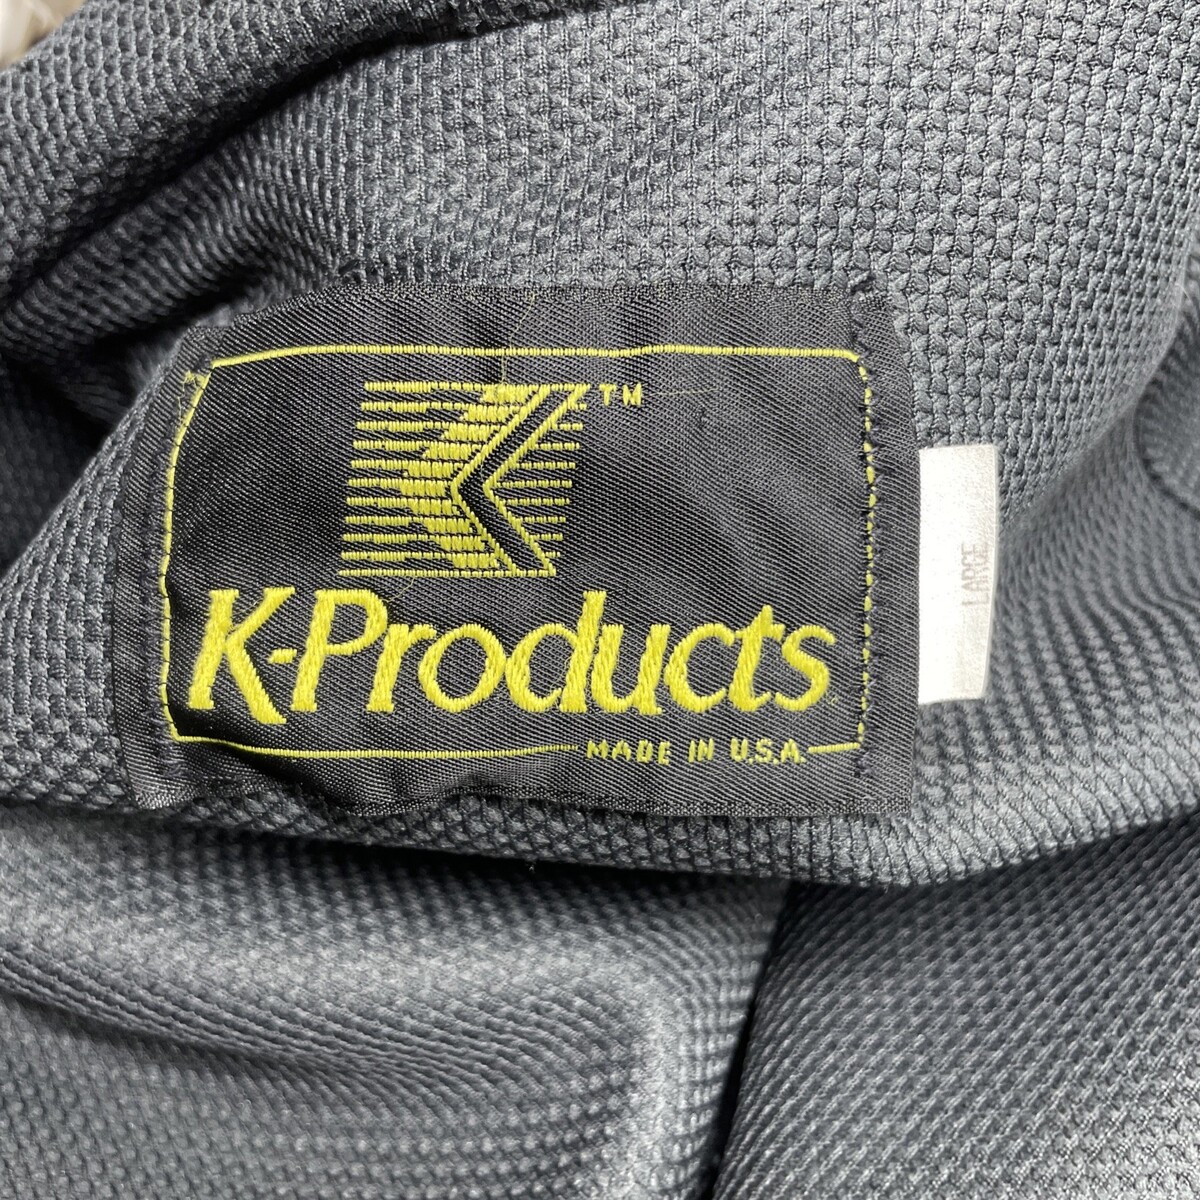 TM
K-Products
MADE IN U.S.A.
LARGE